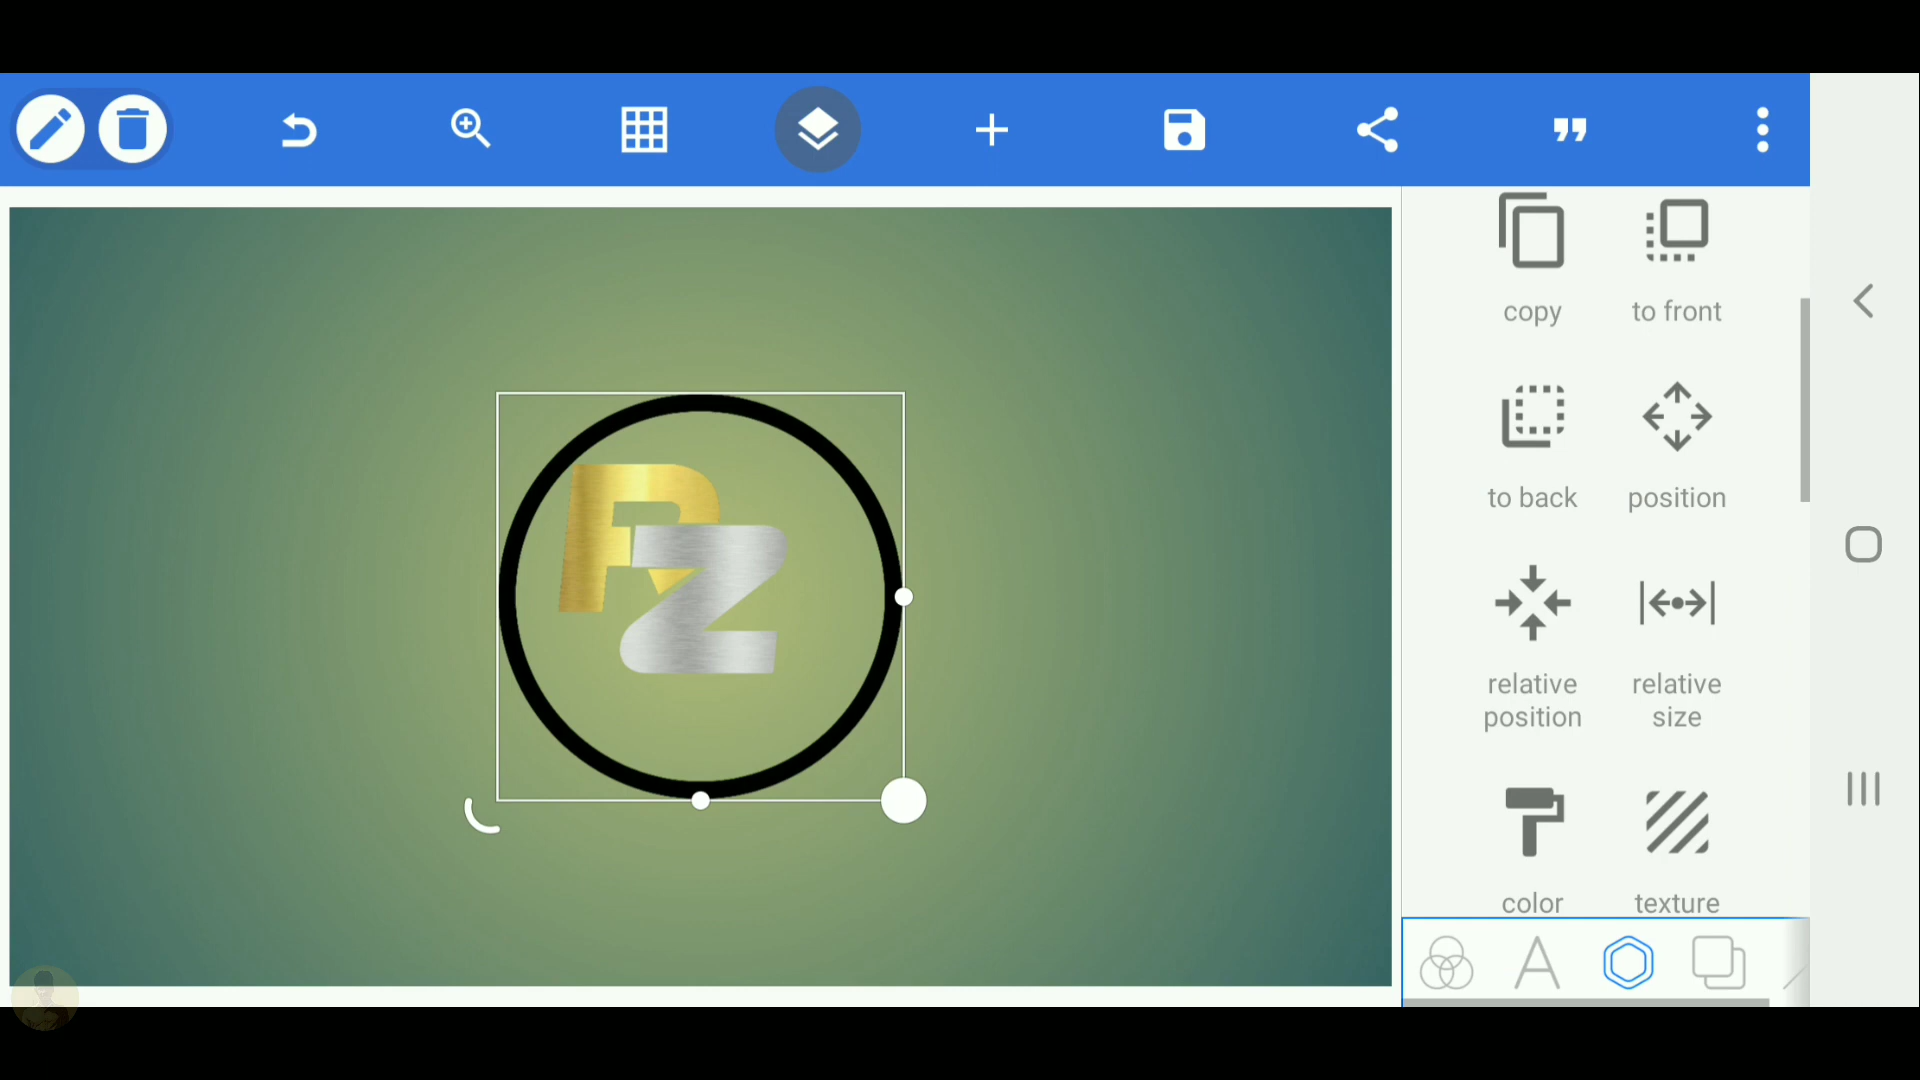 copy
to front
to back
position
relative
position
relative
size
color
texture
R
Z
A